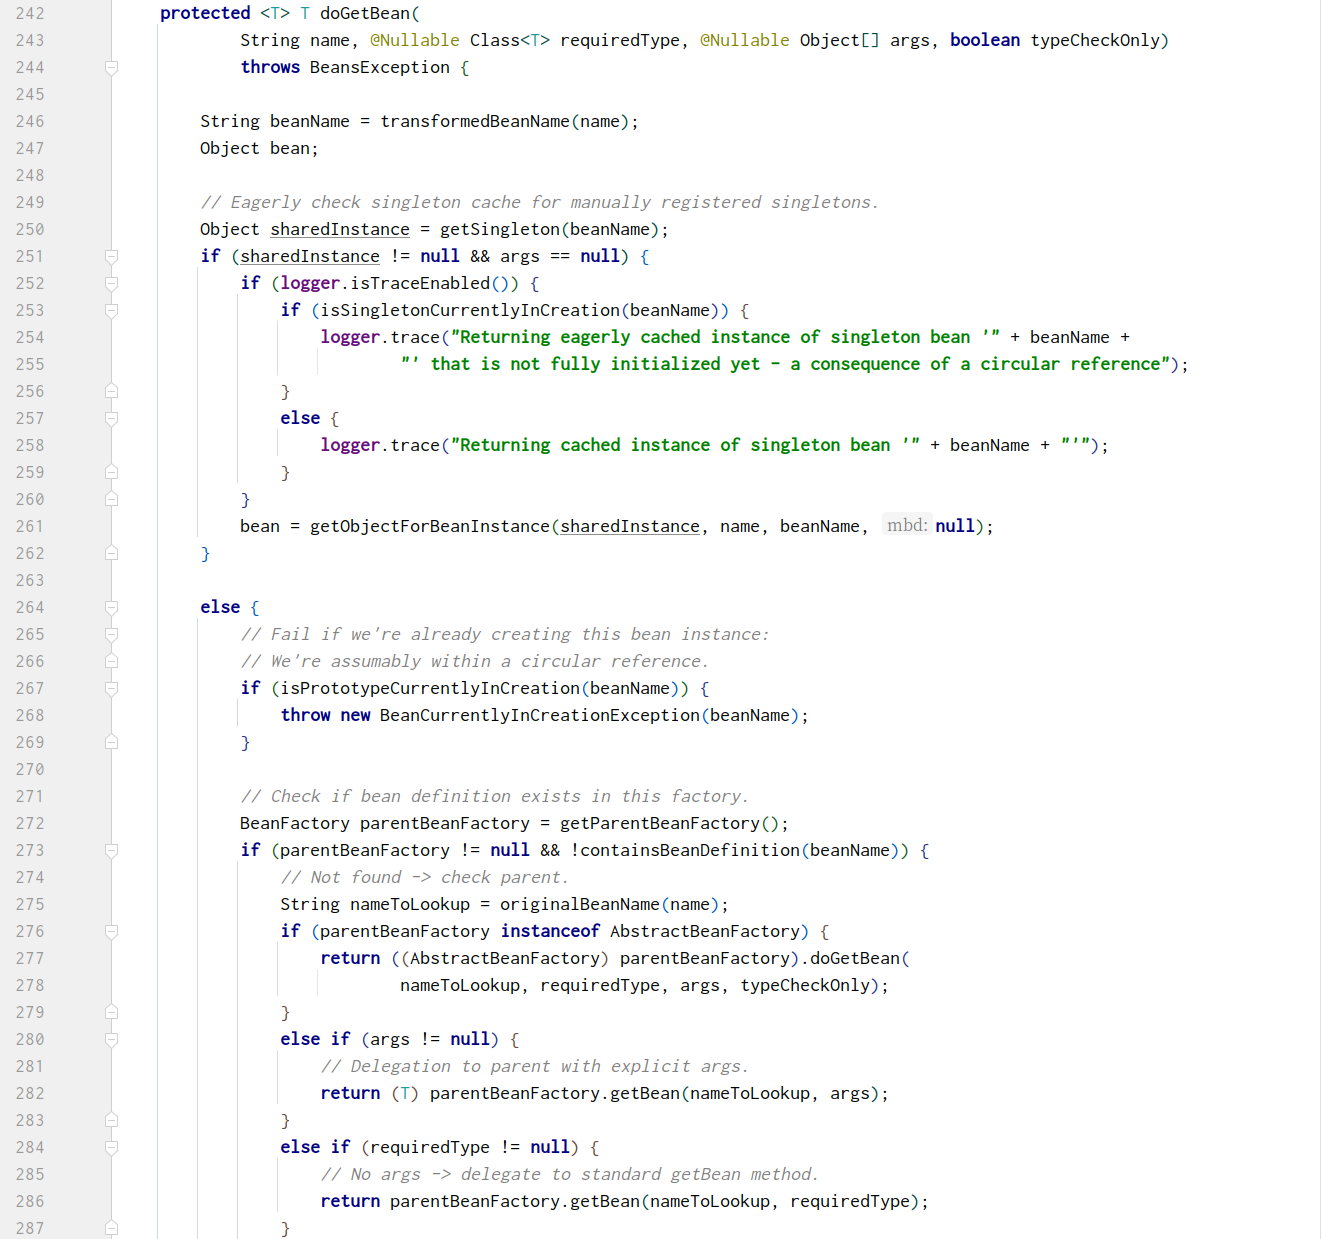 242 protected <T> T doGetBean(
243 String name, @Nullable Class<T> requiredType, @Nullable Object[] args, boolean typeCheckOnly)
244 throws BeansException {
245
246 String beanName = transformedBeanName(name);
247 Object bean;
248
249 // Eagerly check singleton cache for manually registered singletons.
250 Object sharedInstance = getSingleton(beanName);
251 if (sharedInstance != null && args == null) {
252 if (logger.isTraceEnabled()) {
253 if (isSingletonCurrentlyInCreation(beanName)) {
254 logger.trace("Returning eagerly cached instance of singleton bean '" + beanName +
255 "' that is not fully initialized yet - a consequence of a circular reference");
256 }
257 else {
258 logger.trace("Returning cached instance of singleton bean '" + beanName + "'");
259 }
260 }
261 bean = getObjectForBeanInstance(sharedInstance, name, beanName, mbd: null);
262 }
263
264 else {
265 // Fail if we're already creating this bean instance:
266 // We're assumably within a circular reference.
267 if (isPrototypeCurrentlyInCreation(beanName)) {
268 throw new BeanCurrentlyInCreationException(beanName);
269 }
270
271 // Check if bean definition exists in this factory.
272 BeanFactory parentBeanFactory = getParentBeanFactory();
273 if (parentBeanFactory != null && !containsBeanDefinition(beanName)) {
274 // Not found -> check parent.
275 String nameToLookup = originalBeanName(name);
276 if (parentBeanFactory instanceof AbstractBeanFactory) {
277 return ((AbstractBeanFactory) parentBeanFactory).doGetBean(
278 nameToLookup, requiredType, args, typeCheckOnly);
279 }
280 else if (args != null) {
281 // Delegation to parent with explicit args.
282 return (T) parentBeanFactory.getBean(nameToLookup, args);
283 }
284 else if (requiredType != null) {
285 // No args -> delegate to standard getBean method.
286 return parentBeanFactory.getBean(nameToLookup, requiredType);
287 }